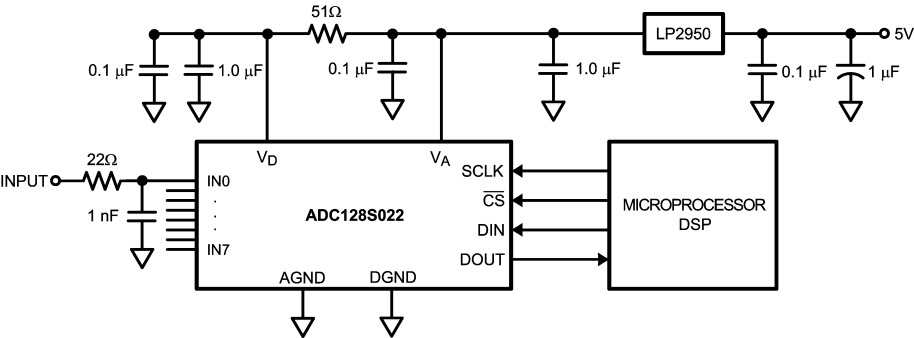 51Ω
LP2950
5V
0.1 µF
1.0 µF
0.1 µF
1.0 µF
0.1 µF
1 µF
VD
VA
INPUT
22Ω
1 nF
IN0
.
.
.
IN7
ADC128S022
SCLK
CS
DIN
DOUT
MICROPROCESSOR
DSP
AGND
DGND